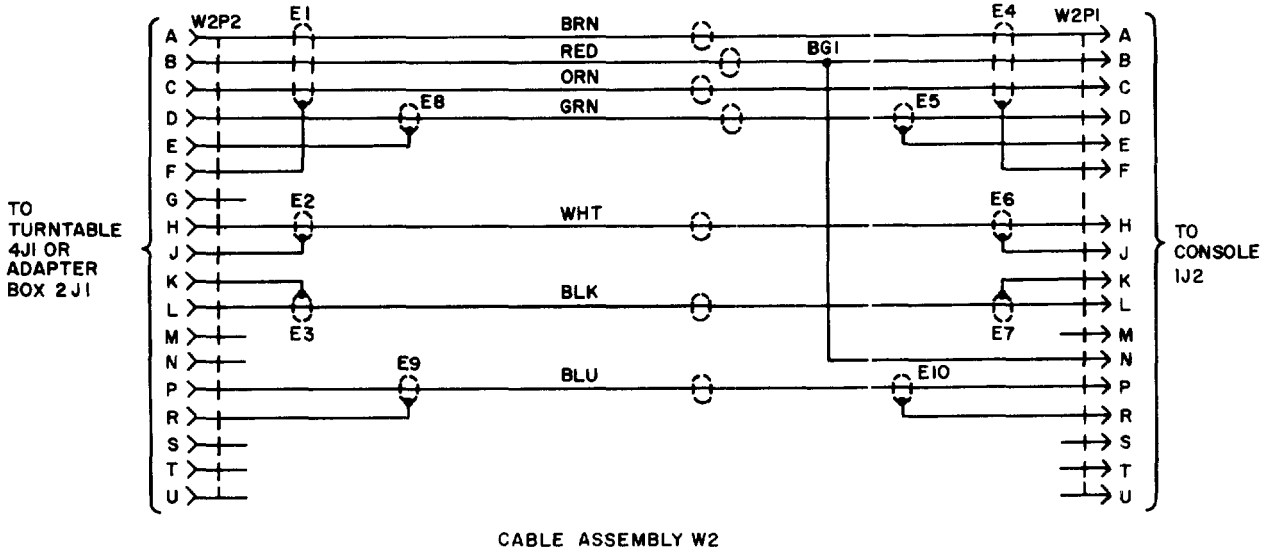 W2P2
E1
BRN
E4
W2P1
A
A
B
RED
BG1
B
C
ORN
C
D
E8
GRN
E5
D
E
E
F
F
G
E2
WHT
E6
H
H
J
J
K
K
L
BLK
L
E3
E7
M
M
N
N
E9
P
BLU
E10
P
R
R
S
S
T
T
U
U
TO
TURNTABLE
4J1 OR
ADAPTER
BOX 2J1
TO
CONSOLE
1J2
CABLE ASSEMBLY W2